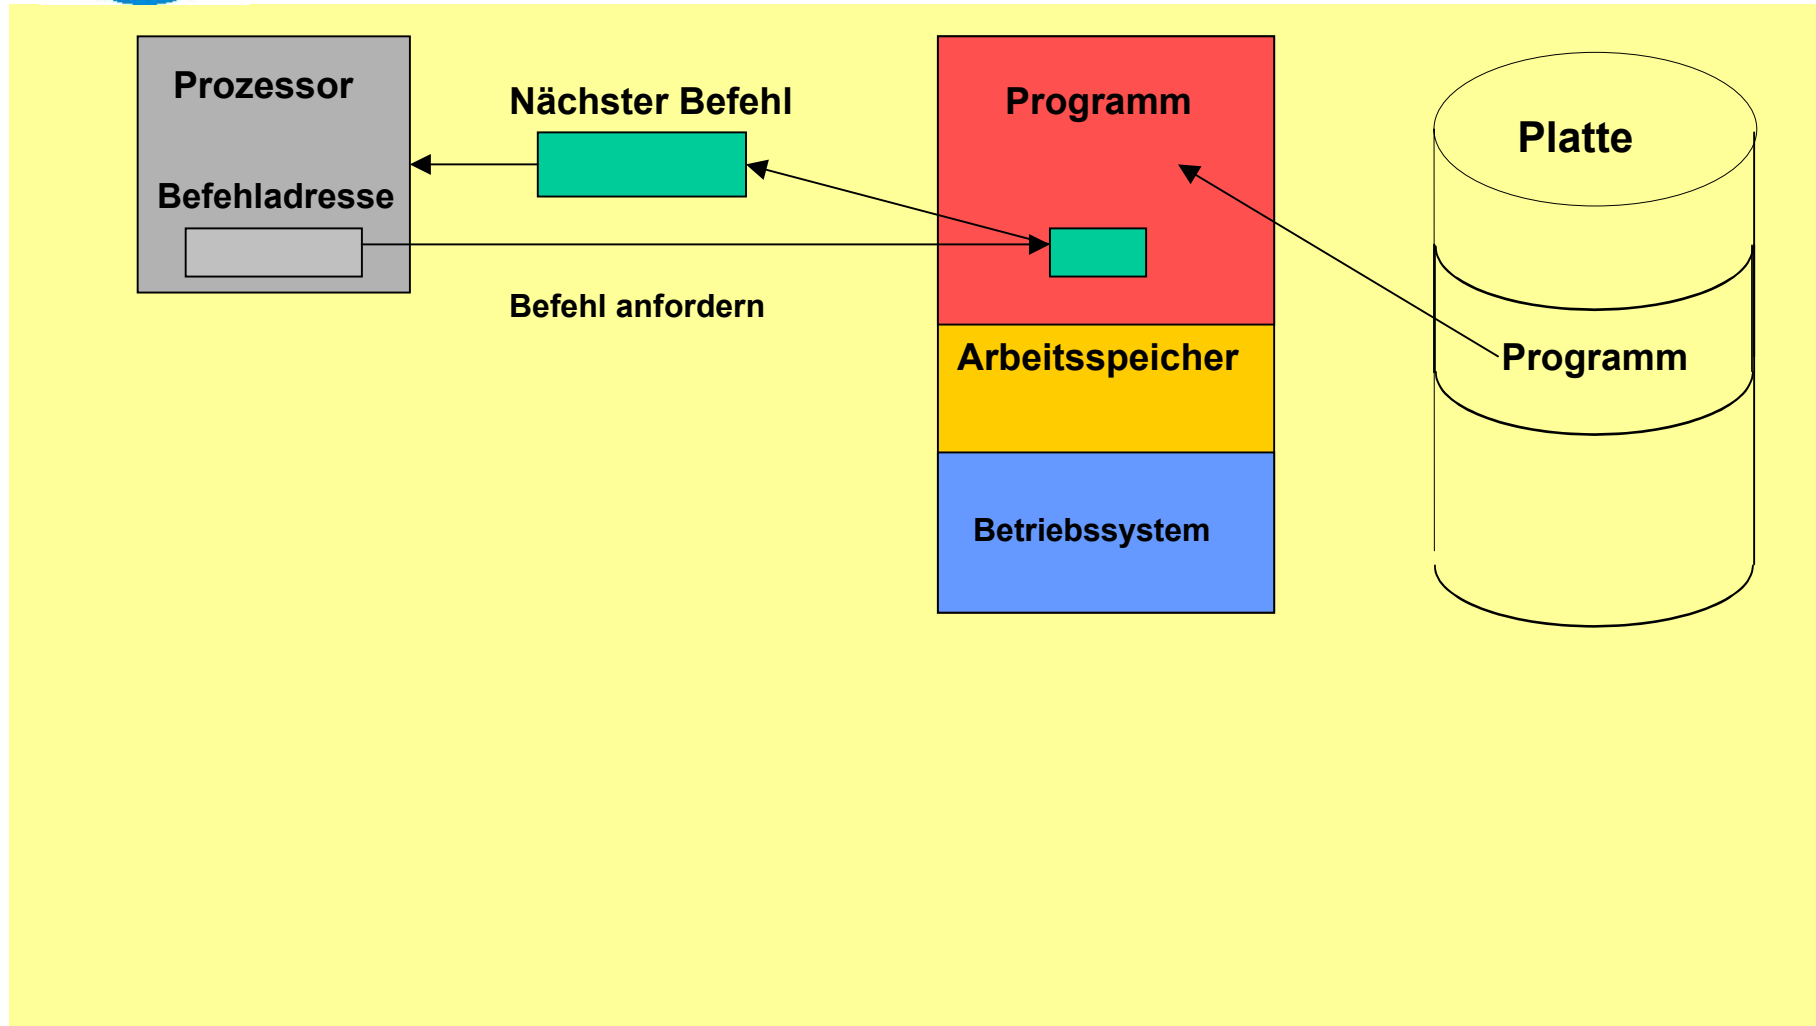 Prozessor
Befehladresse
Nächster Befehl
Befehl anfordern
Programm
Arbeitsspeicher
Betriebssystem
Platte
Programm